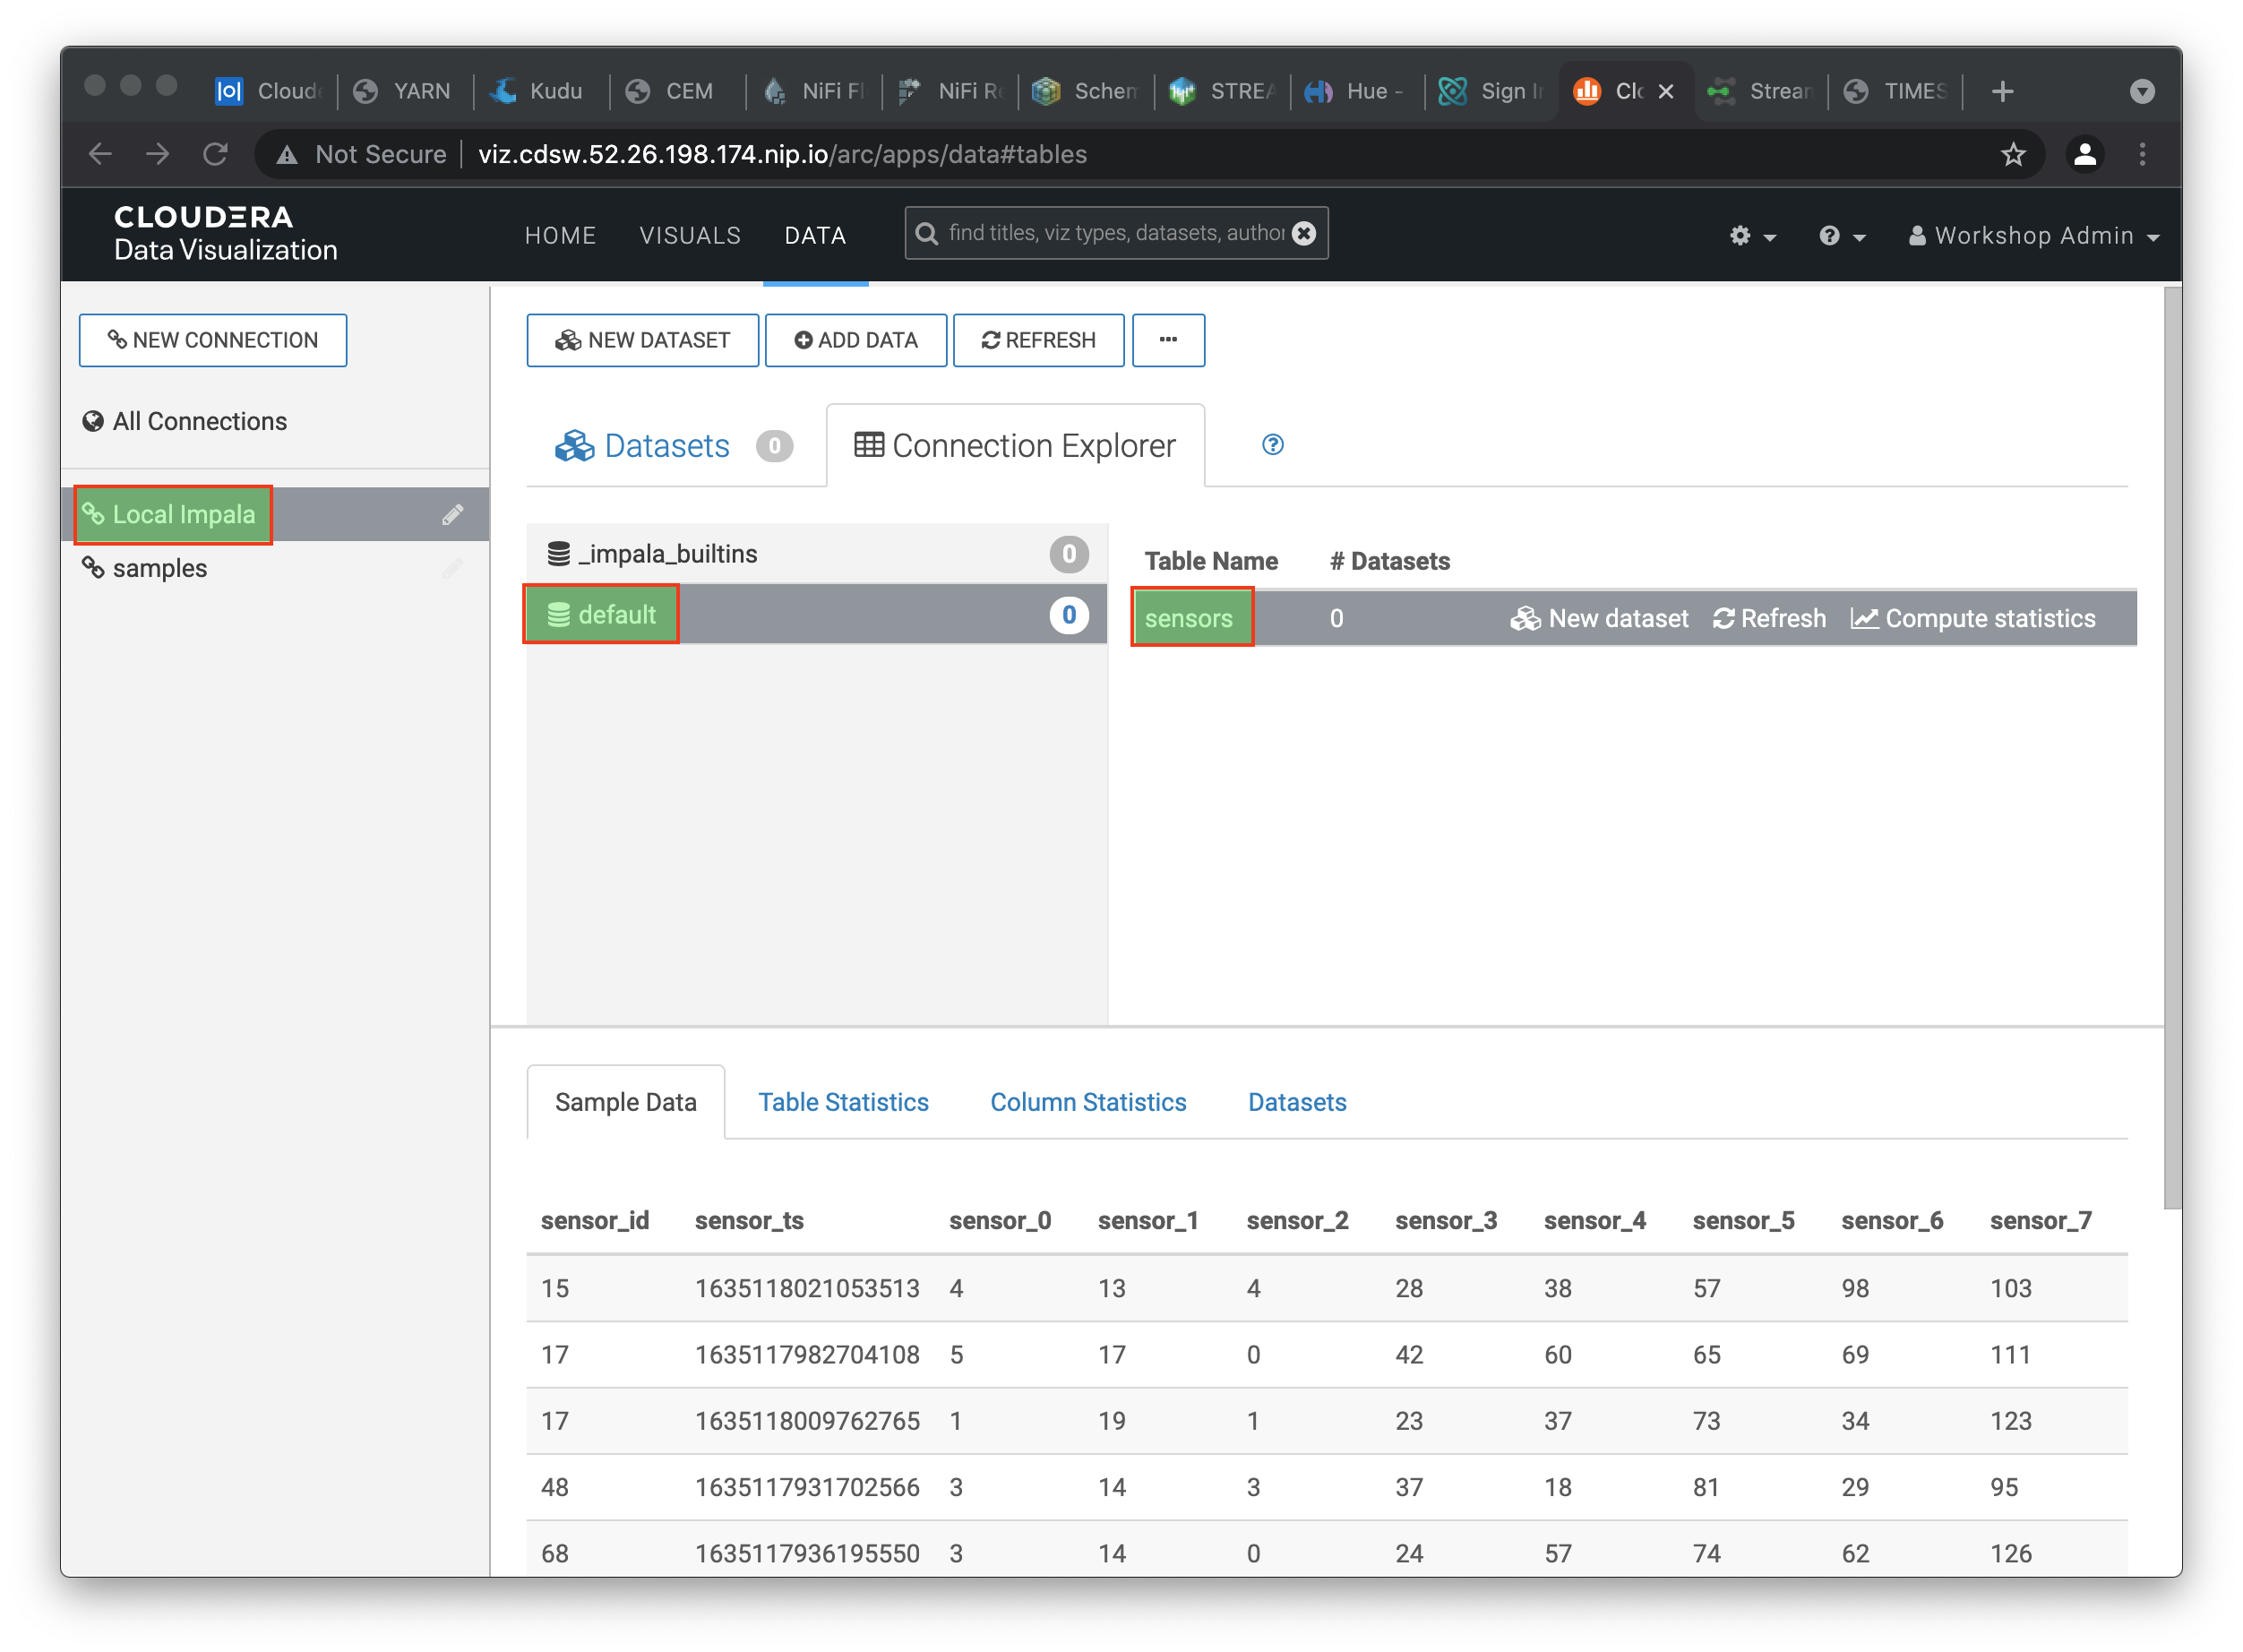 Cloude YARN Kudu CEM NiFi Fl NiFi Re Schem STREA Hue - Sign In Clo Stream TIMES
Not Secure viz.cdsw.52.26.198.174.nip.io/arc/apps/data#tables
CLOUDERA
Data Visualization
HOME VISUALS DATA find titles, viz types, datasets, author Workshop Admin
NEW CONNECTION
NEW DATASET ADD DATA REFRESH ...
All Connections
Datasets 0 Connection Explorer
Local Impala
samples
_impala_builtins 0
default 0
Table Name # Datasets
sensors 0 New dataset Refresh Compute statistics
Sample Data Table Statistics Column Statistics Datasets
sensor_id sensor_ts sensor_0 sensor_1 sensor_2 sensor_3 sensor_4 sensor_5 sensor_6 sensor_7
15 1635118021053513 4 13 4 28 38 57 98 103
17 1635117982704108 5 17 0 42 60 65 69 111
17 1635118009762765 1 19 1 23 37 73 34 123
48 1635117931702566 3 14 3 37 18 81 29 95
68 1635117936195550 3 14 0 24 57 74 62 126